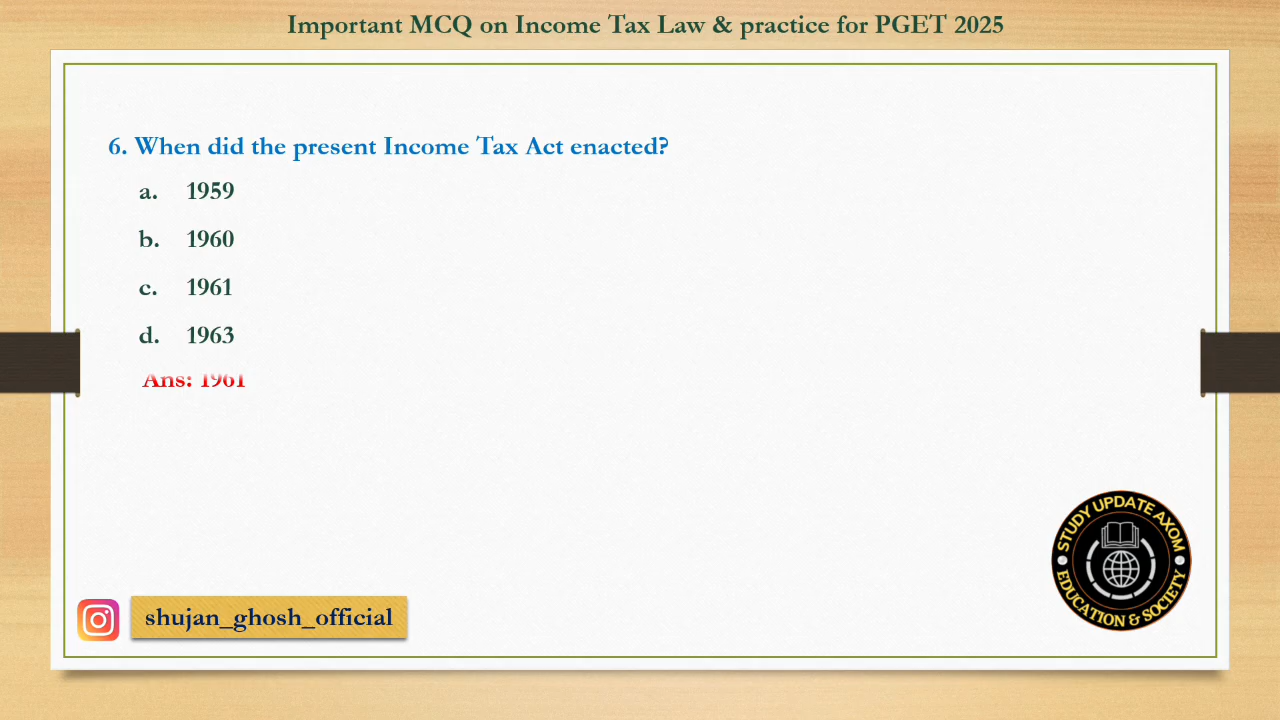 Important MCQ on Income Tax Law & practice for PGET 2025
6. When did the present Income Tax Act enacted?
a. 1959
b. 1960
c. 1961
d. 1963
Ans: 1961
shujan_ghosh_official
STUDY UPDATE AXOM
EDUCATION & SOCIETY